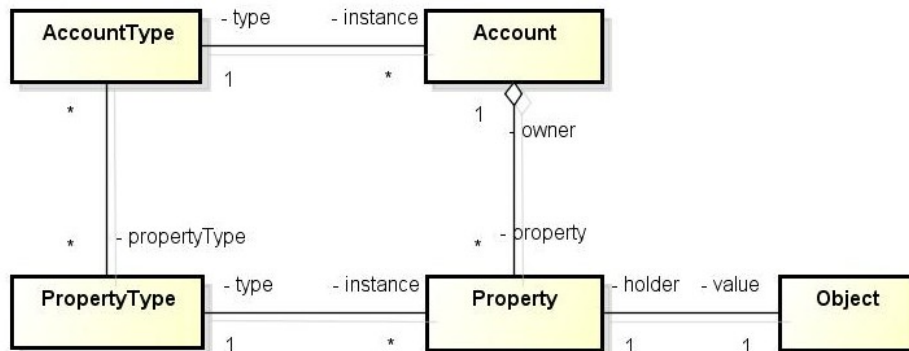 AccountType
- type
- instance
Account
1
*
*
1
- owner
*
- propertyType
*
- property
PropertyType
- type
- instance
Property
- holder
- value
Object
1
*
1
1